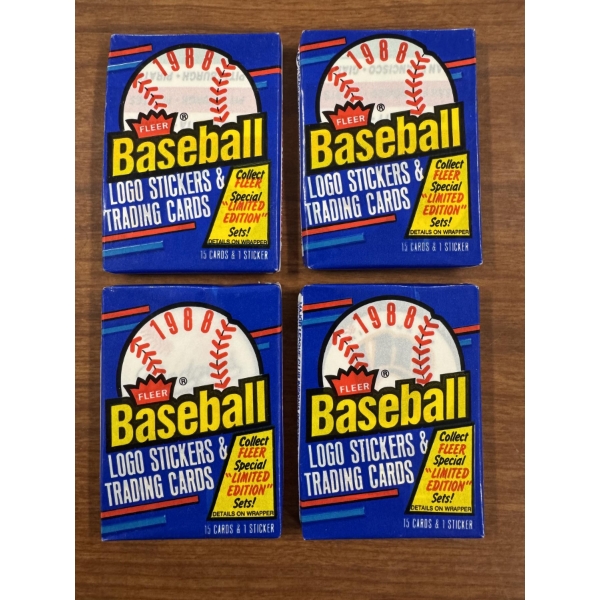 1988
FLEER ®
Baseball
LOGO STICKERS &
TRADING CARDS
Collect
FLEER
Special
"LIMITED
EDITION"
Sets!
DETAILS ON WRAPPER
15 CARDS & 1 STICKER
1988
FLEER ®
Baseball
LOGO STICKERS &
TRADING CARDS
Collect
FLEER
Special
"LIMITED
EDITION"
Sets!
DETAILS ON WRAPPER
15 CARDS & 1 STICKER
1988
FLEER ®
Baseball
LOGO STICKERS &
TRADING CARDS
Collect
FLEER
Special
"LIMITED
EDITION"
Sets!
DETAILS ON WRAPPER
15 CARDS & 1 STICKER
1988
FLEER ®
Baseball
LOGO STICKERS &
TRADING CARDS
Collect
FLEER
Special
"LIMITED
EDITION"
Sets!
DETAILS ON WRAPPER
15 CARDS & 1 STICKER